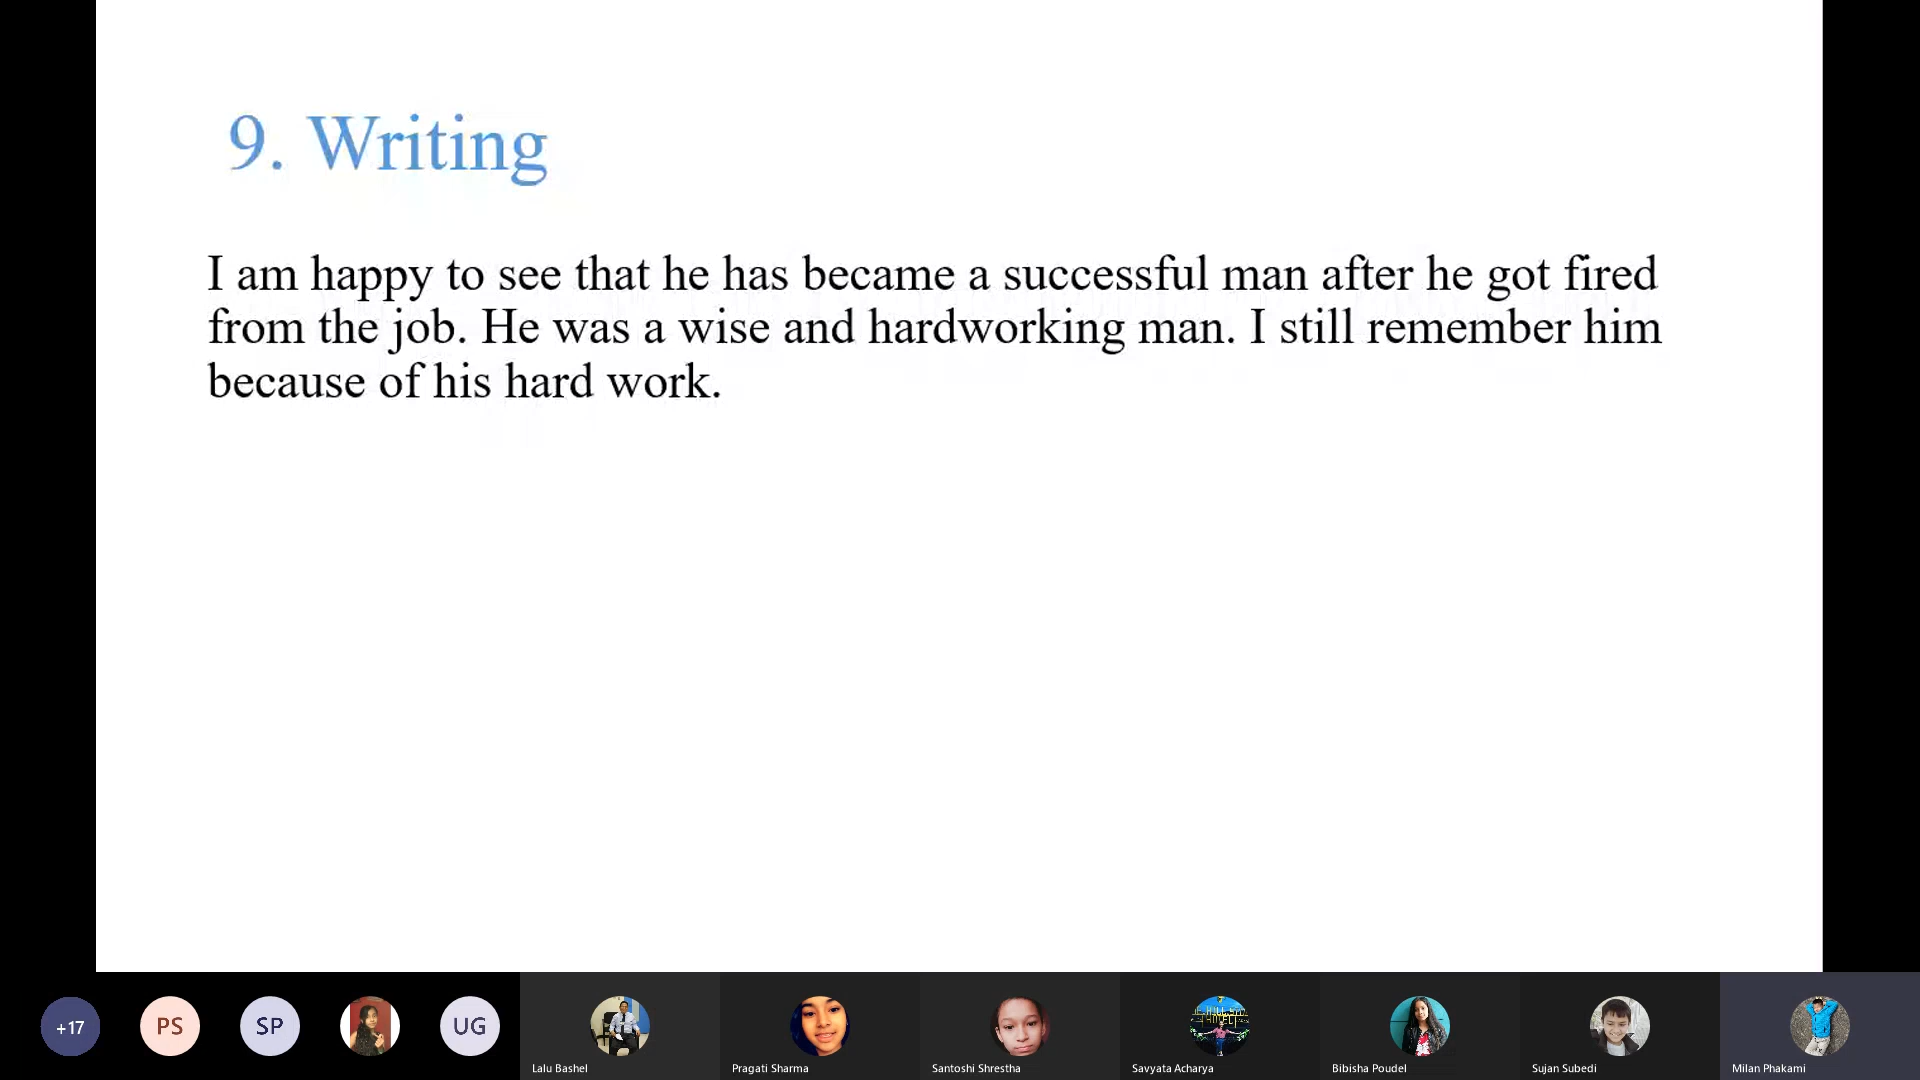 9. Writing
I am happy to see that he has became a successful man after he got fired
from the job. He was a wise and hardworking man. I still remember him
because of his hard work.
+17
PS
SP
UG
Lalu Bashel
Pragati Sharma
Santoshi Shrestha
Savyata Acharya
Bibisha Poudel
Sujan Subedi
Milan Phakami